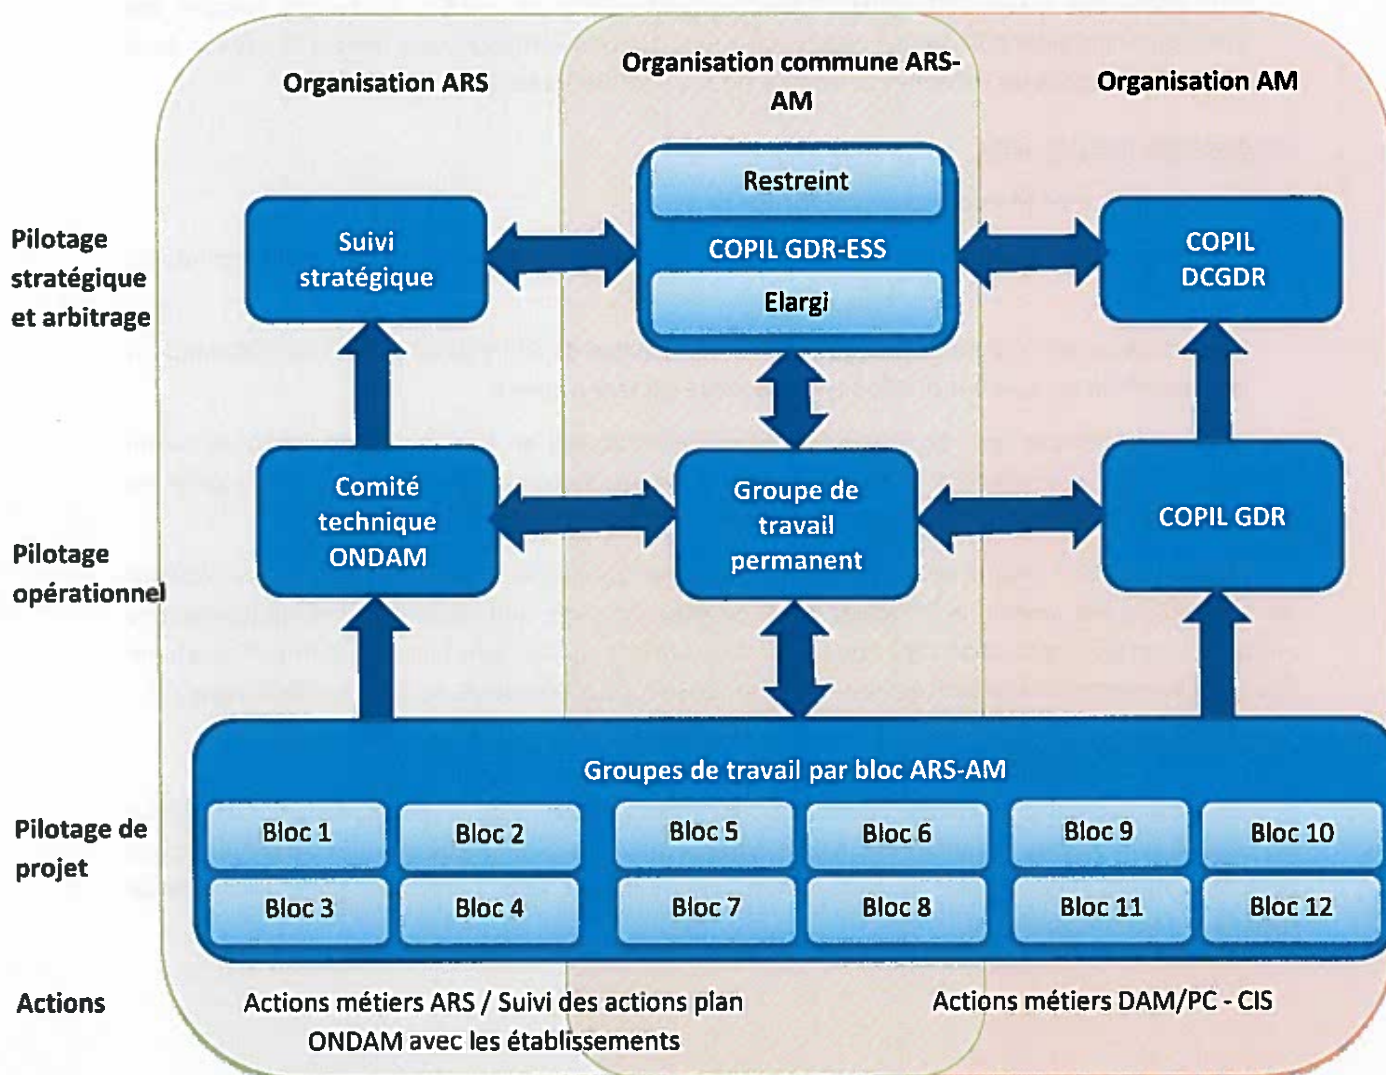 Organisation ARS
Organisation commune ARS-
AM
Organisation AM
Pilotage
stratégique
et arbitrage
Suivi
stratégique
Restreint
COPIL GDR-ESS
Elargi
COPIL
DCGDR
Pilotage
opérationnel
Comité
technique
ONDAM
Groupe de
travail
permanent
COPIL GDR
Pilotage de
projet
Groupes de travail par bloc ARS-AM
Bloc 1
Bloc 2
Bloc 5
Bloc 6
Bloc 9
Bloc 10
Bloc 3
Bloc 4
Bloc 7
Bloc 8
Bloc 11
Bloc 12
Actions
Actions métiers ARS / Suivi des actions plan
ONDAM avec les établissements
Actions métiers DAM/PC - CIS